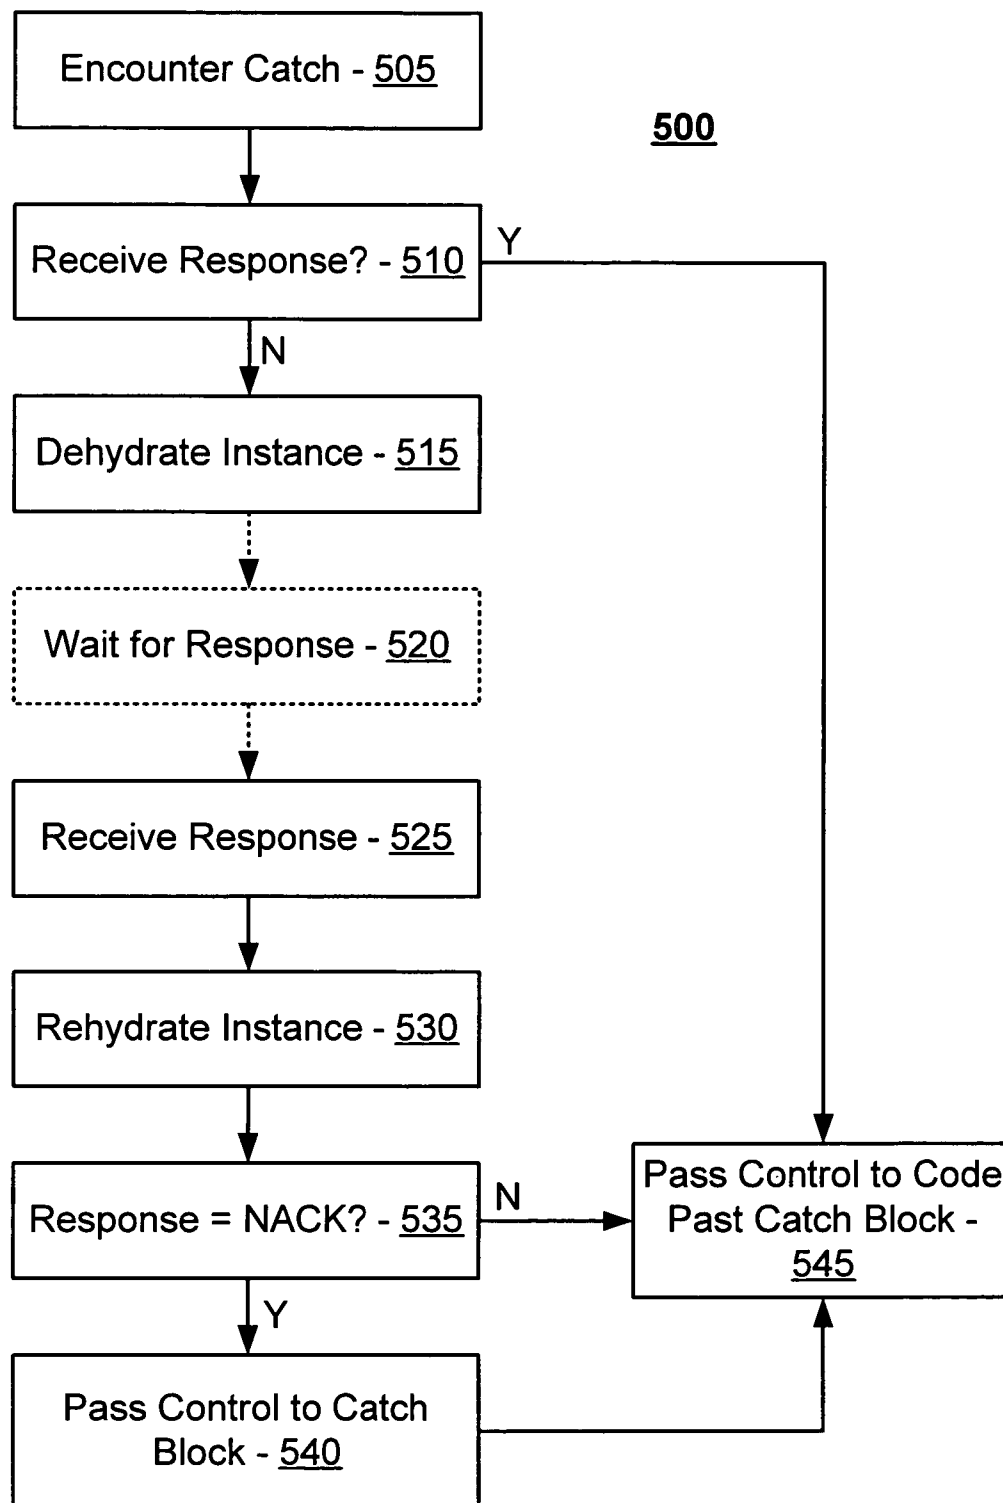 Encounter Catch - 505
500
Receive Response? - 510
Y
N
Dehydrate Instance - 515
Wait for Response - 520
Receive Response - 525
Rehydrate Instance - 530
Response = NACK? - 535
N
Pass Control to Code
Past Catch Block -
545
Y
Pass Control to Catch
Block - 540